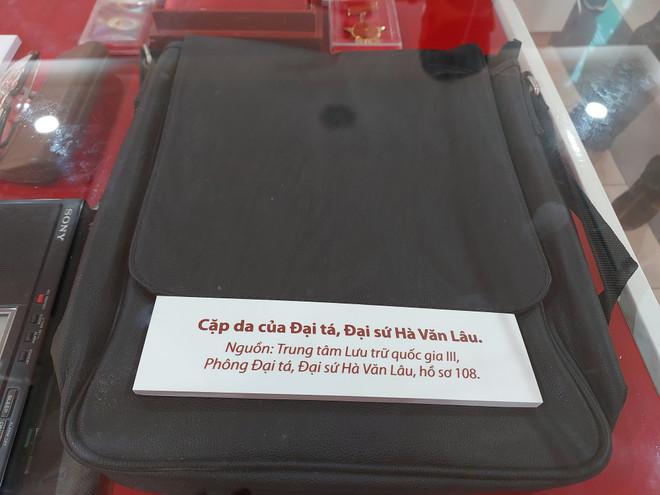 SONY
Cặp da của Đại tá, Đại sứ Hà Văn Lâu.
Nguồn: Trung tâm Lưu trữ quốc gia III,
Phông Đại tá, Đại sứ Hà Văn Lâu, hồ sơ 108.